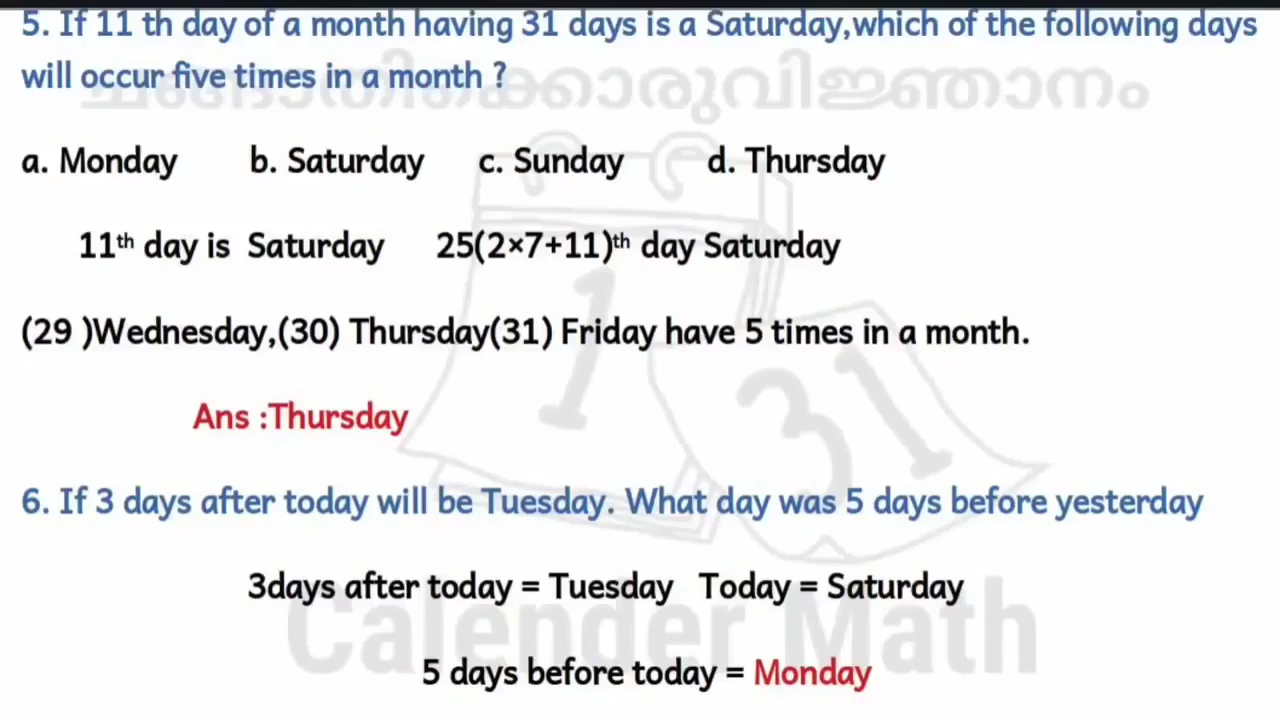 5. If 11 th day of a month having 31 days is a Saturday,which of the following days
will occur five times in a month ?
ചങ്ങാതിക്കൊരുവിജ്ഞാനം
a. Monday b. Saturday c. Sunday d. Thursday
11th day is Saturday 25(2×7+11)th day Saturday
(29 )Wednesday,(30) Thursday(31) Friday have 5 times in a month.
1
31
Ans :Thursday
6. If 3 days after today will be Tuesday. What day was 5 days before yesterday
3days after today = Tuesday Today = Saturday
Calender Math
5 days before today = Monday